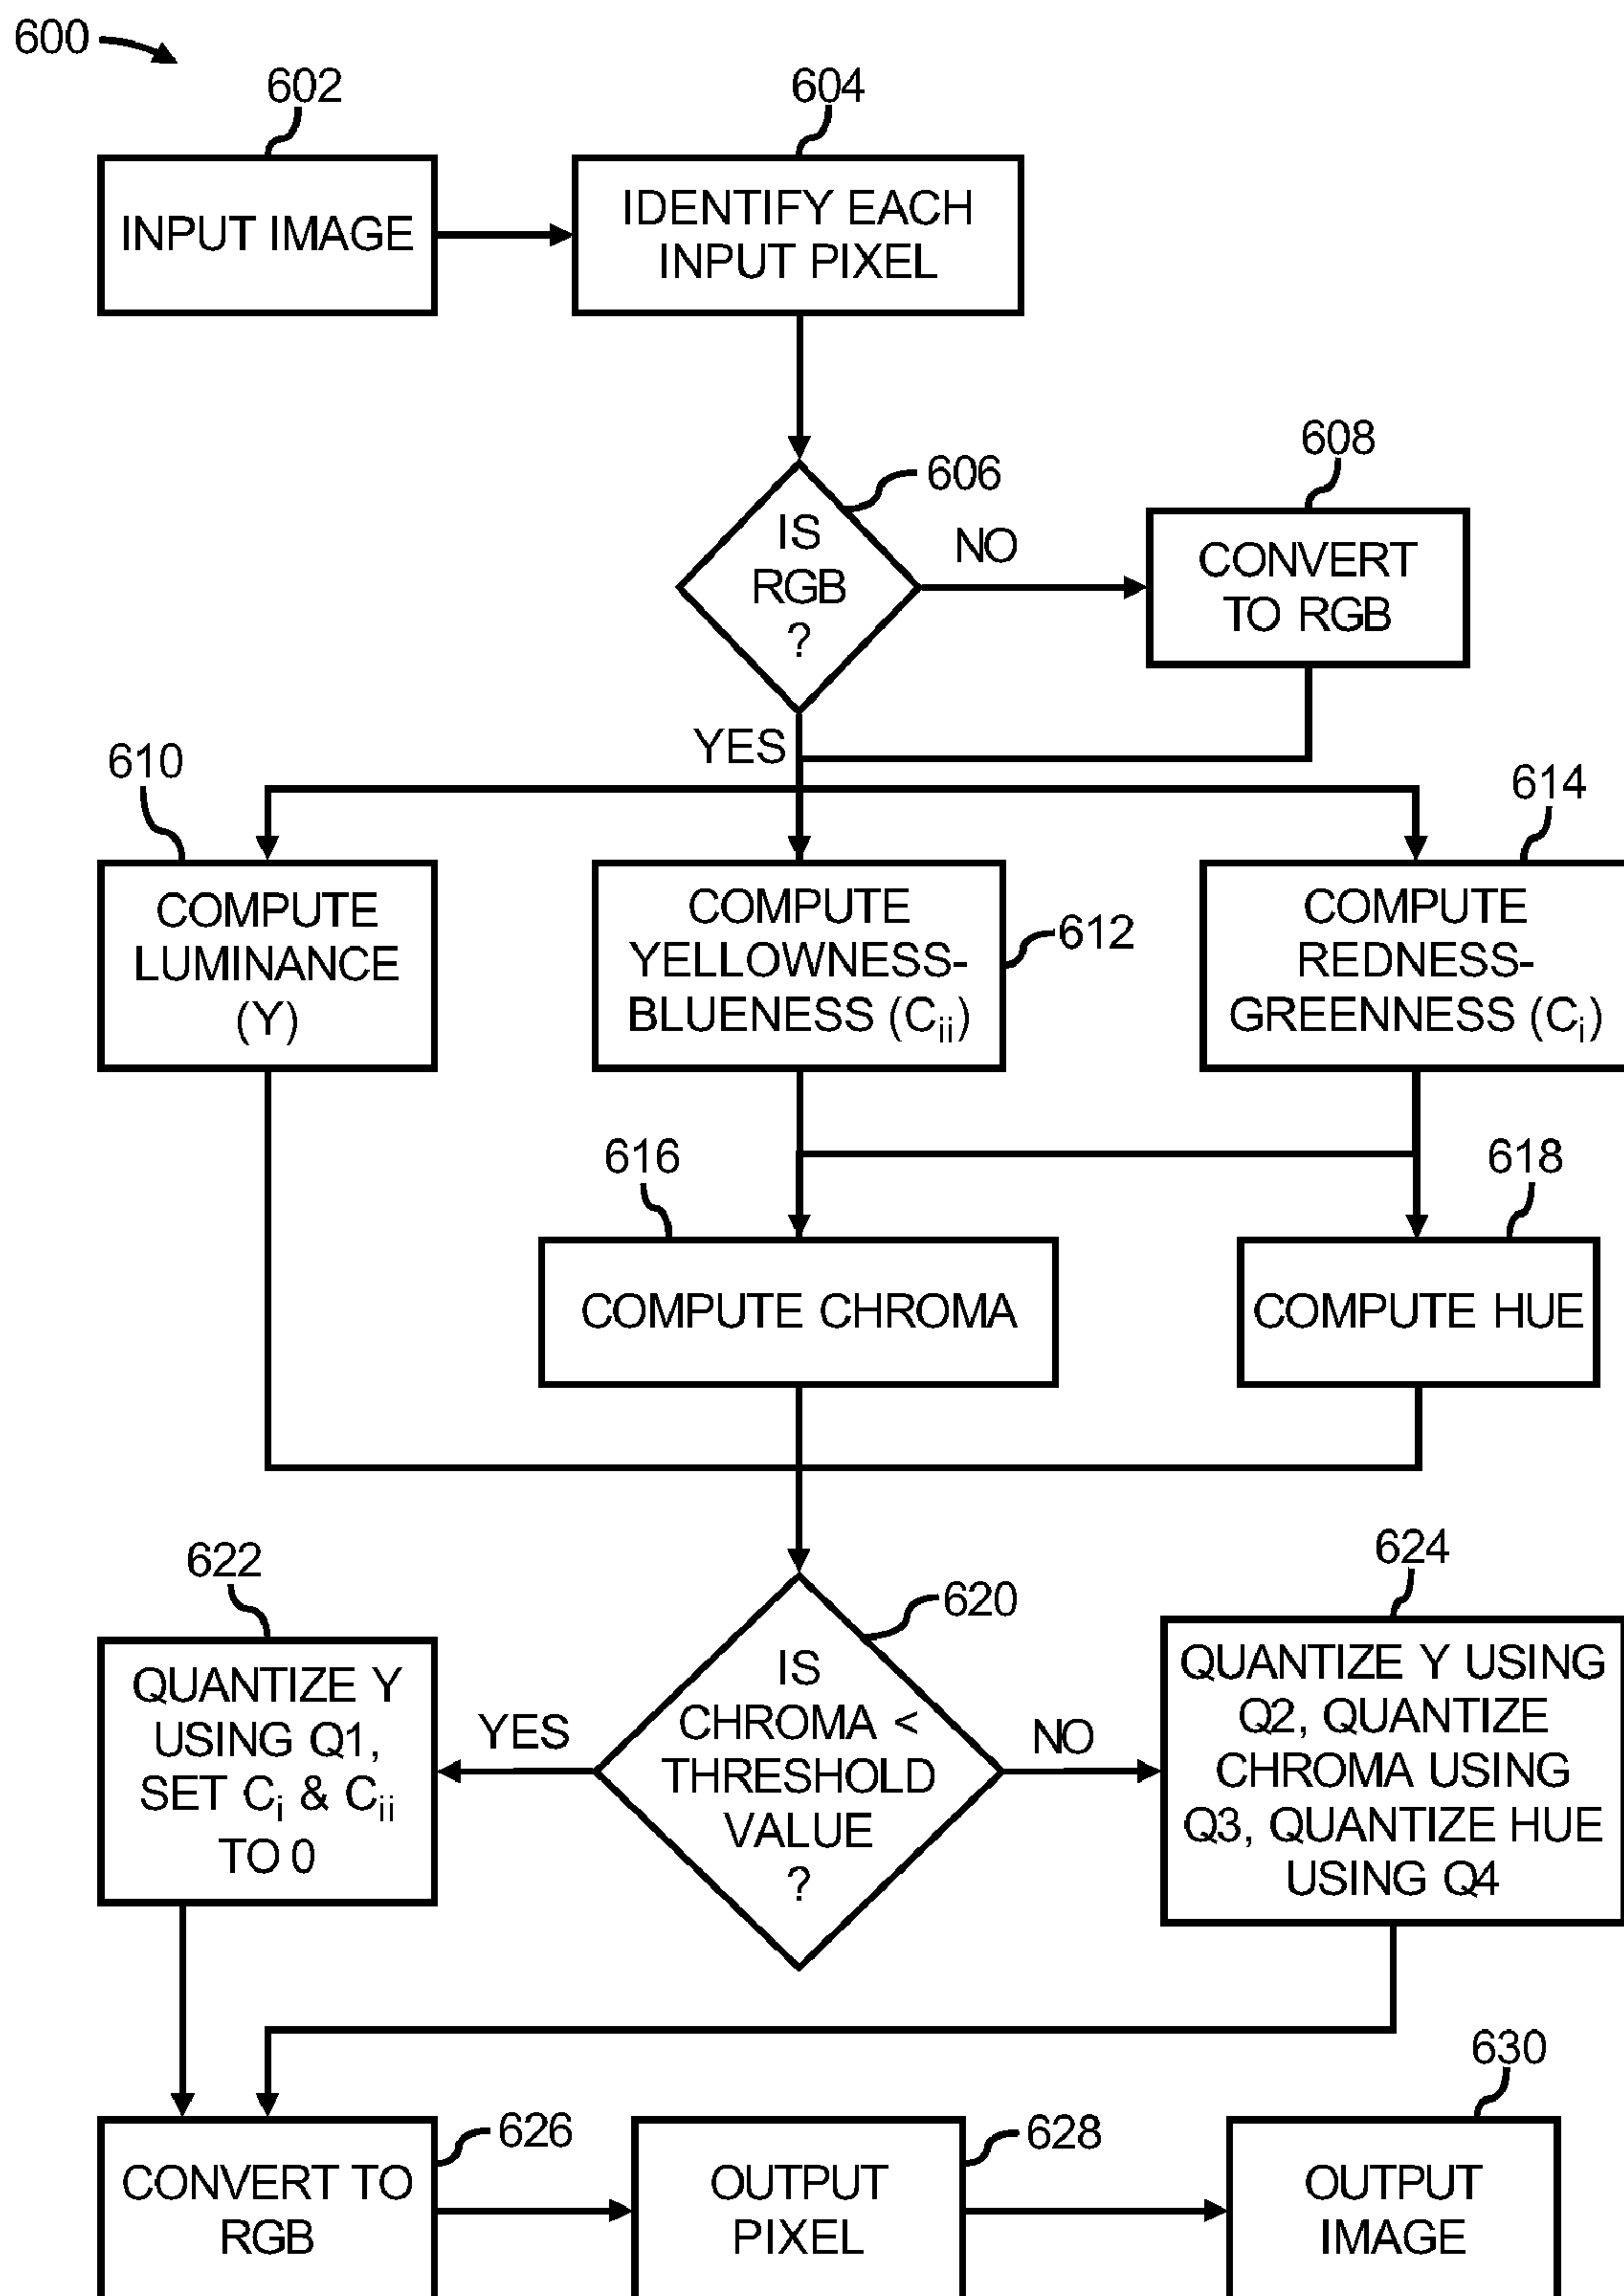 600
602
604
INPUT IMAGE
IDENTIFY EACH
INPUT PIXEL
606
608
IS
RGB
?
NO
CONVERT
TO RGB
YES
610
614
COMPUTE
LUMINANCE
(Y)
COMPUTE
YELLOWNESS-
BLUENESS (Cii)
612
COMPUTE
REDNESS-
GREENNESS (Ci)
616
618
COMPUTE CHROMA
COMPUTE HUE
622
620
624
QUANTIZE Y
USING Q1,
SET Ci & Cii
TO 0
YES
IS
CHROMA <
THRESHOLD
VALUE
?
NO
QUANTIZE Y USING
Q2, QUANTIZE
CHROMA USING
Q3, QUANTIZE HUE
USING Q4
626
628
630
CONVERT TO
RGB
OUTPUT
PIXEL
OUTPUT
IMAGE